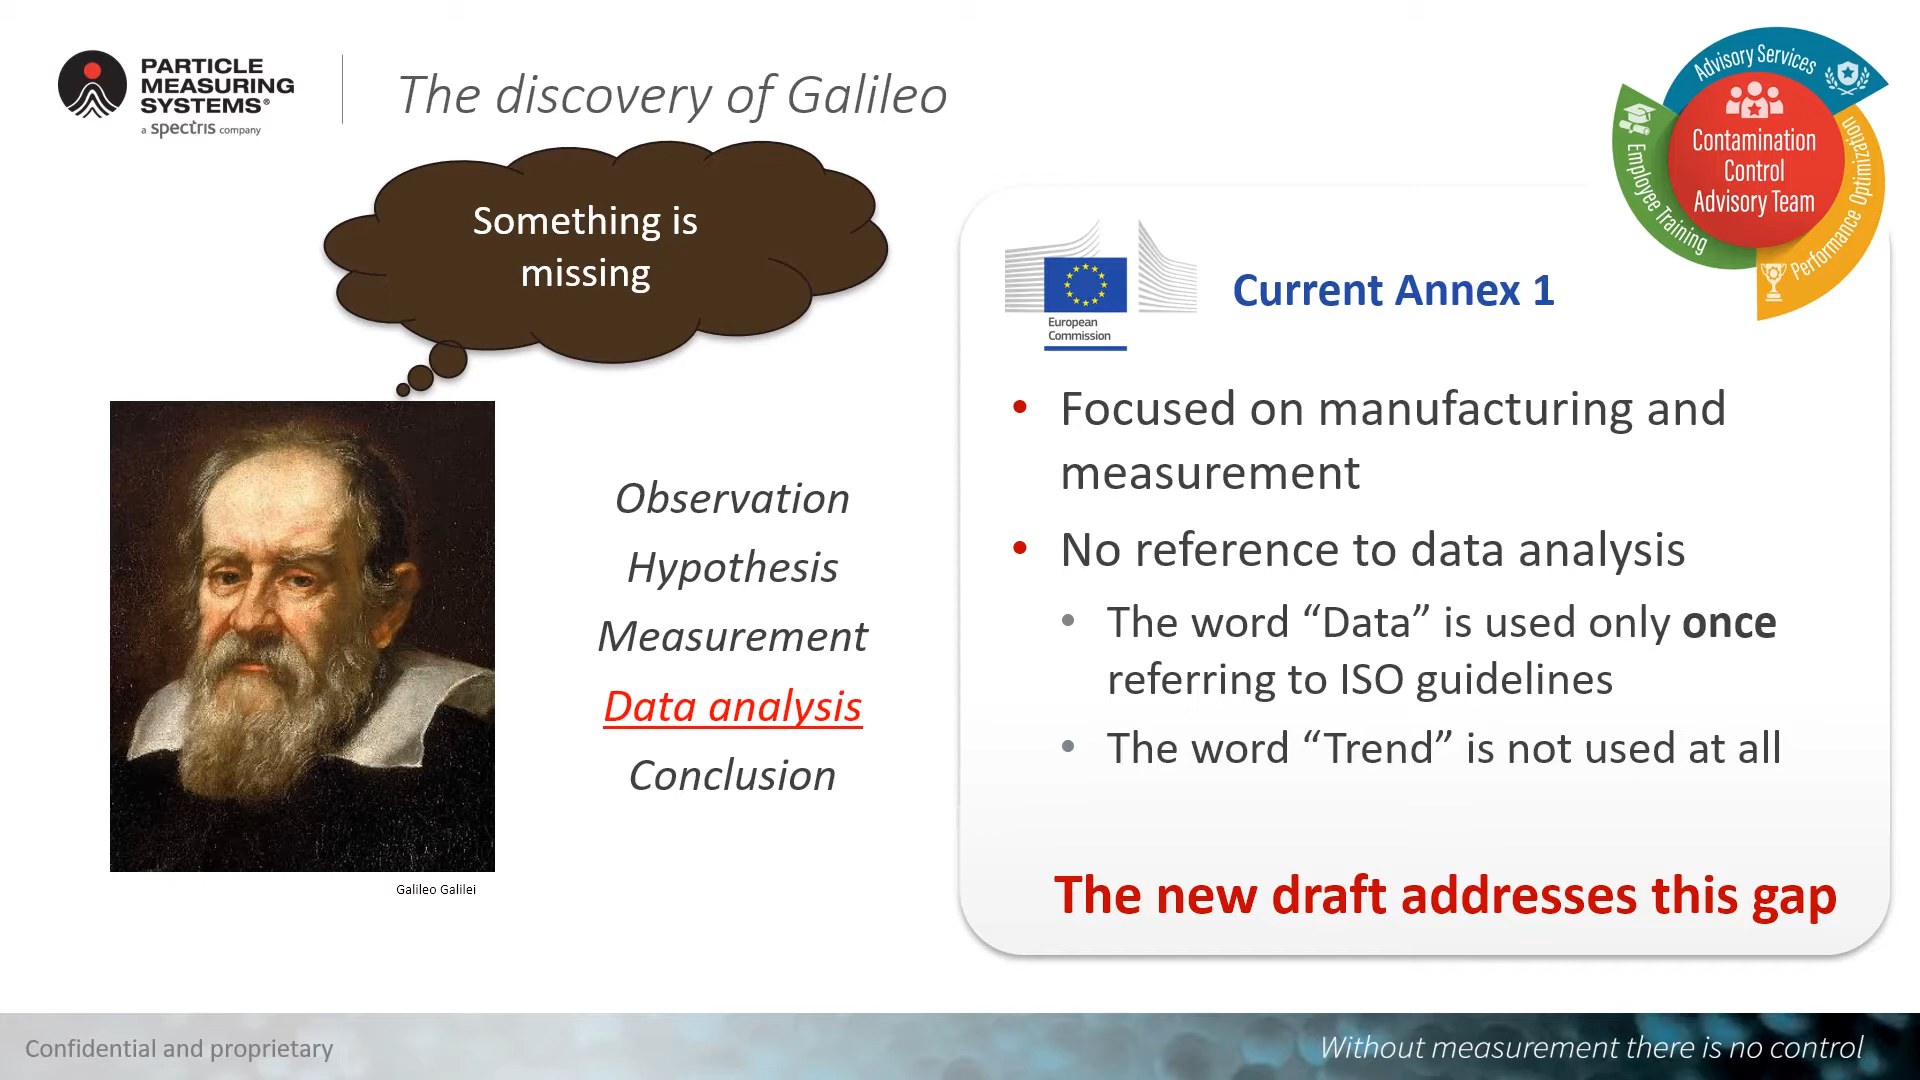 PARTICLE
MEASURING
SYSTEMS®
a spectris company
The discovery of Galileo
Advisory Services
Employee Training
Performance Optimization
Contamination
Control
Advisory Team
Something is
missing
Galileo Galilei
Observation
Hypothesis
Measurement
Data analysis
Conclusion
European
Commission
Current Annex 1
• Focused on manufacturing and
measurement
• No reference to data analysis
• The word “Data” is used only once
referring to ISO guidelines
• The word “Trend” is not used at all
The new draft addresses this gap
Confidential and proprietary
Without measurement there is no control